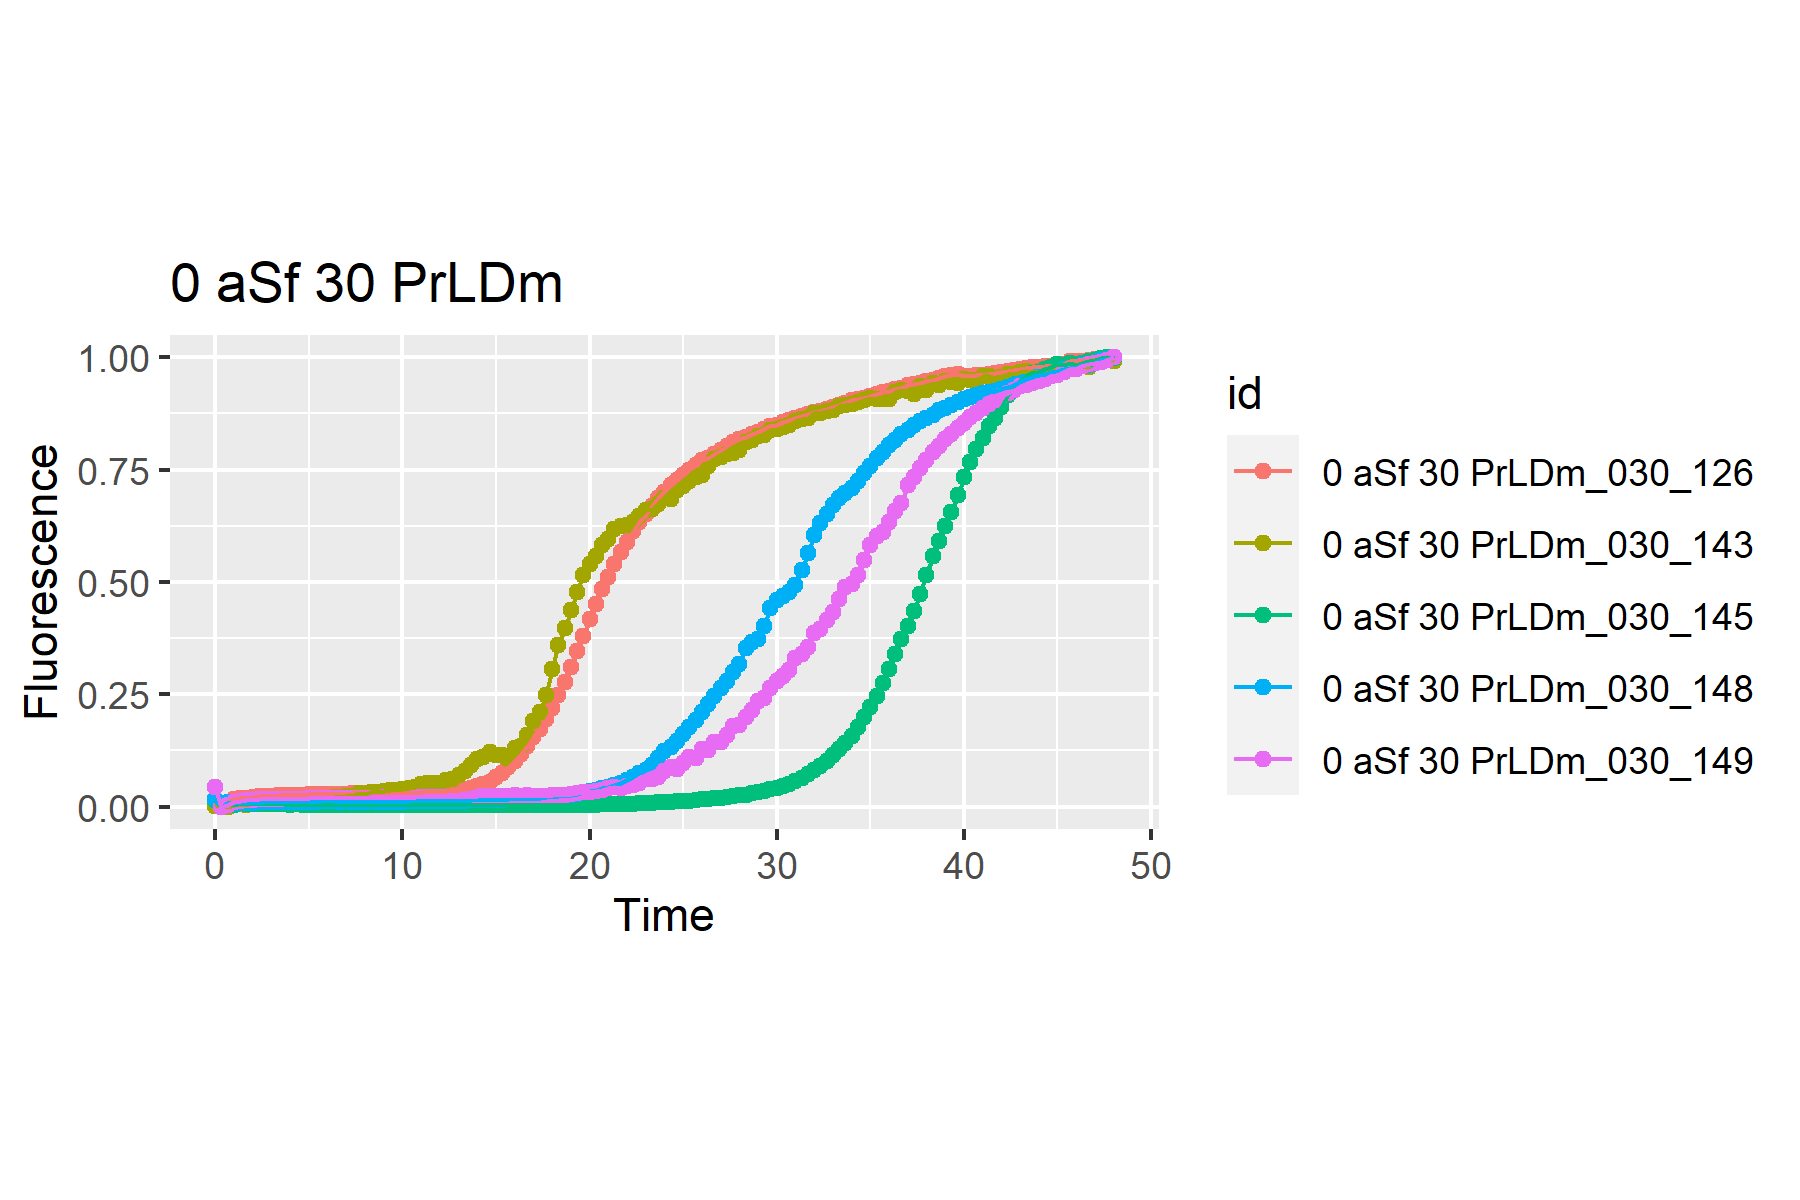 0 aSf 30 PrLDm
1.00
0.75
0.50
0.25
0.00
Fluorescence
0 10 20 30 40 50
Time
id
0 aSf 30 PrLDm_030_126
0 aSf 30 PrLDm_030_143
0 aSf 30 PrLDm_030_145
0 aSf 30 PrLDm_030_148
0 aSf 30 PrLDm_030_149